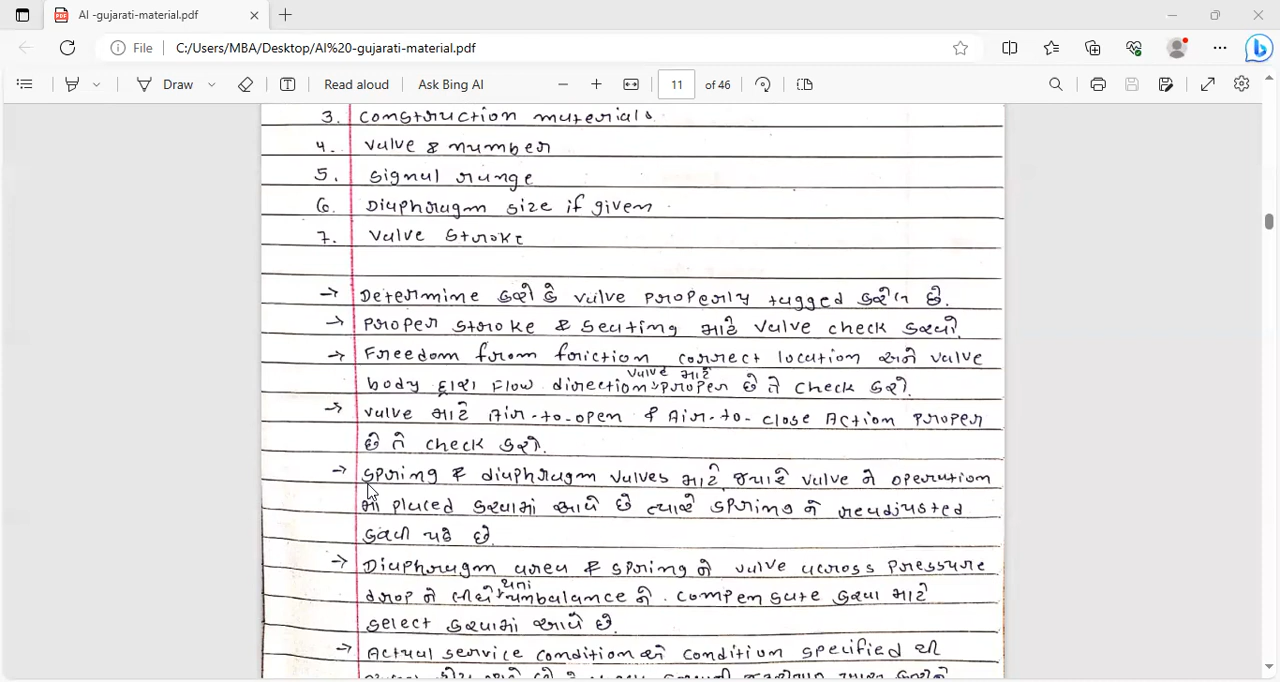 AI -gujarati-material.pdf
File C:/Users/MBA/Desktop/AI%20-gujarati-material.pdf
Draw Read aloud Ask Bing AI 11 of 46
3. Construction materials
4. Valve & number
5. Signal range
6. Diaphragm size if given
7. Valve stroke
→ Determine કરો કે valve properly tagged કરેલ છે.
→ Proper stroke & seating માટે valve check કરવો.
→ Freedom from friction correct location અને valve
valve માટે
body દ્વારા flow direction proper છે તે check કરો.
→ Valve માટે Air-to-open & Air-to-close Action proper
છે તે check કરો.
→ Spring & diaphragm valves માટે જયારે valve ને operation
માં placed કરવામાં આવે છે ત્યારે spring ને readjusted
કરવી પડે છે.
→ Diaphragm area & spring ને valve across pressure
થતાં
drop ને લીધે unbalance ને compensate કરવા માટે
select કરવામાં આવે છે.
→ Actual service condition condition specified થી